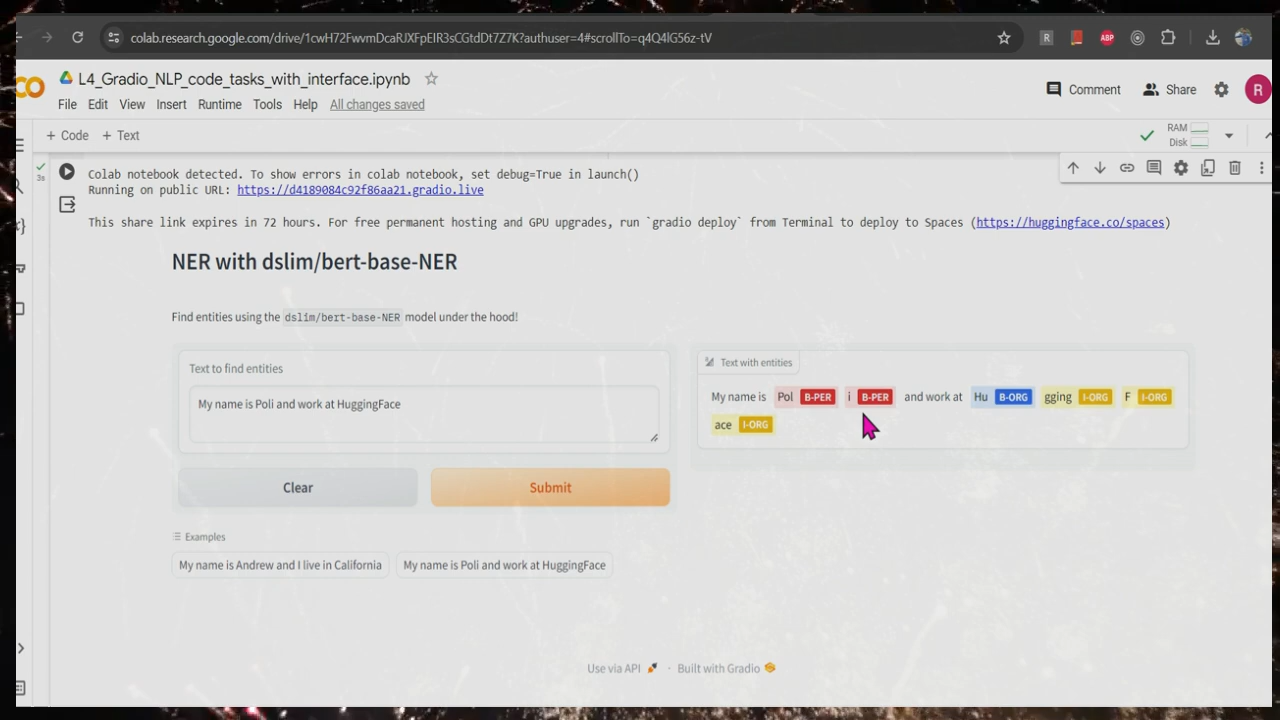 colab.research.google.com/drive/1cwH72FwvmDcaRJXFpEIR3sCGtdDt7Z7K?authuser=4#scrollTo=q4Q4lG56z-tV
R
ABP
CO
L4_Gradio_NLP_code_tasks_with_interface.ipynb
File Edit View Insert Runtime Tools Help All changes saved
Comment Share R
+ Code + Text
RAM
Disk
3s
Colab notebook detected. To show errors in colab notebook, set debug=True in launch()
Running on public URL: https://d4189084c92f86aa21.gradio.live
This share link expires in 72 hours. For free permanent hosting and GPU upgrades, run `gradio deploy` from Terminal to deploy to Spaces (https://huggingface.co/spaces)
NER with dslim/bert-base-NER
Find entities using the dslim/bert-base-NER model under the hood!
Text to find entities
My name is Poli and work at HuggingFace
Clear
Submit
Text with entities
My name is Pol B-PER i B-PER and work at Hu B-ORG gging I-ORG F I-ORG
ace I-ORG
Examples
My name is Andrew and I live in California
My name is Poli and work at HuggingFace
Use via API · Built with Gradio